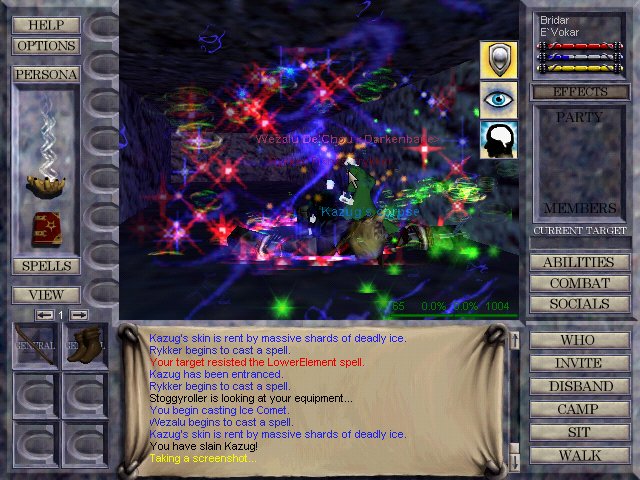 HELP
OPTIONS
PERSONA
SPELLS
VIEW
1
GENERAL
Wezalu De'Chou <Darkenbane>
Kazug's corpse
0.0%
1004
Bridar
E`Vokar
EFFECTS
PARTY
MEMBERS
CURRENT TARGET
ABILITIES
COMBAT
SOCIALS
WHO
INVITE
DISBAND
CAMP
SIT
WALK
Kazug's skin is rent by massive shards of deadly ice.
Rykker begins to cast a spell.
Your target resisted the LowerElement spell.
Kazug has been entranced.
Rykker begins to cast a spell.
Stoggyroller is looking at your equipment...
You begin casting Ice Comet.
Wezalu begins to cast a spell.
Kazug's skin is rent by massive shards of deadly ice.
You have slain Kazug!
Taking a screenshot...